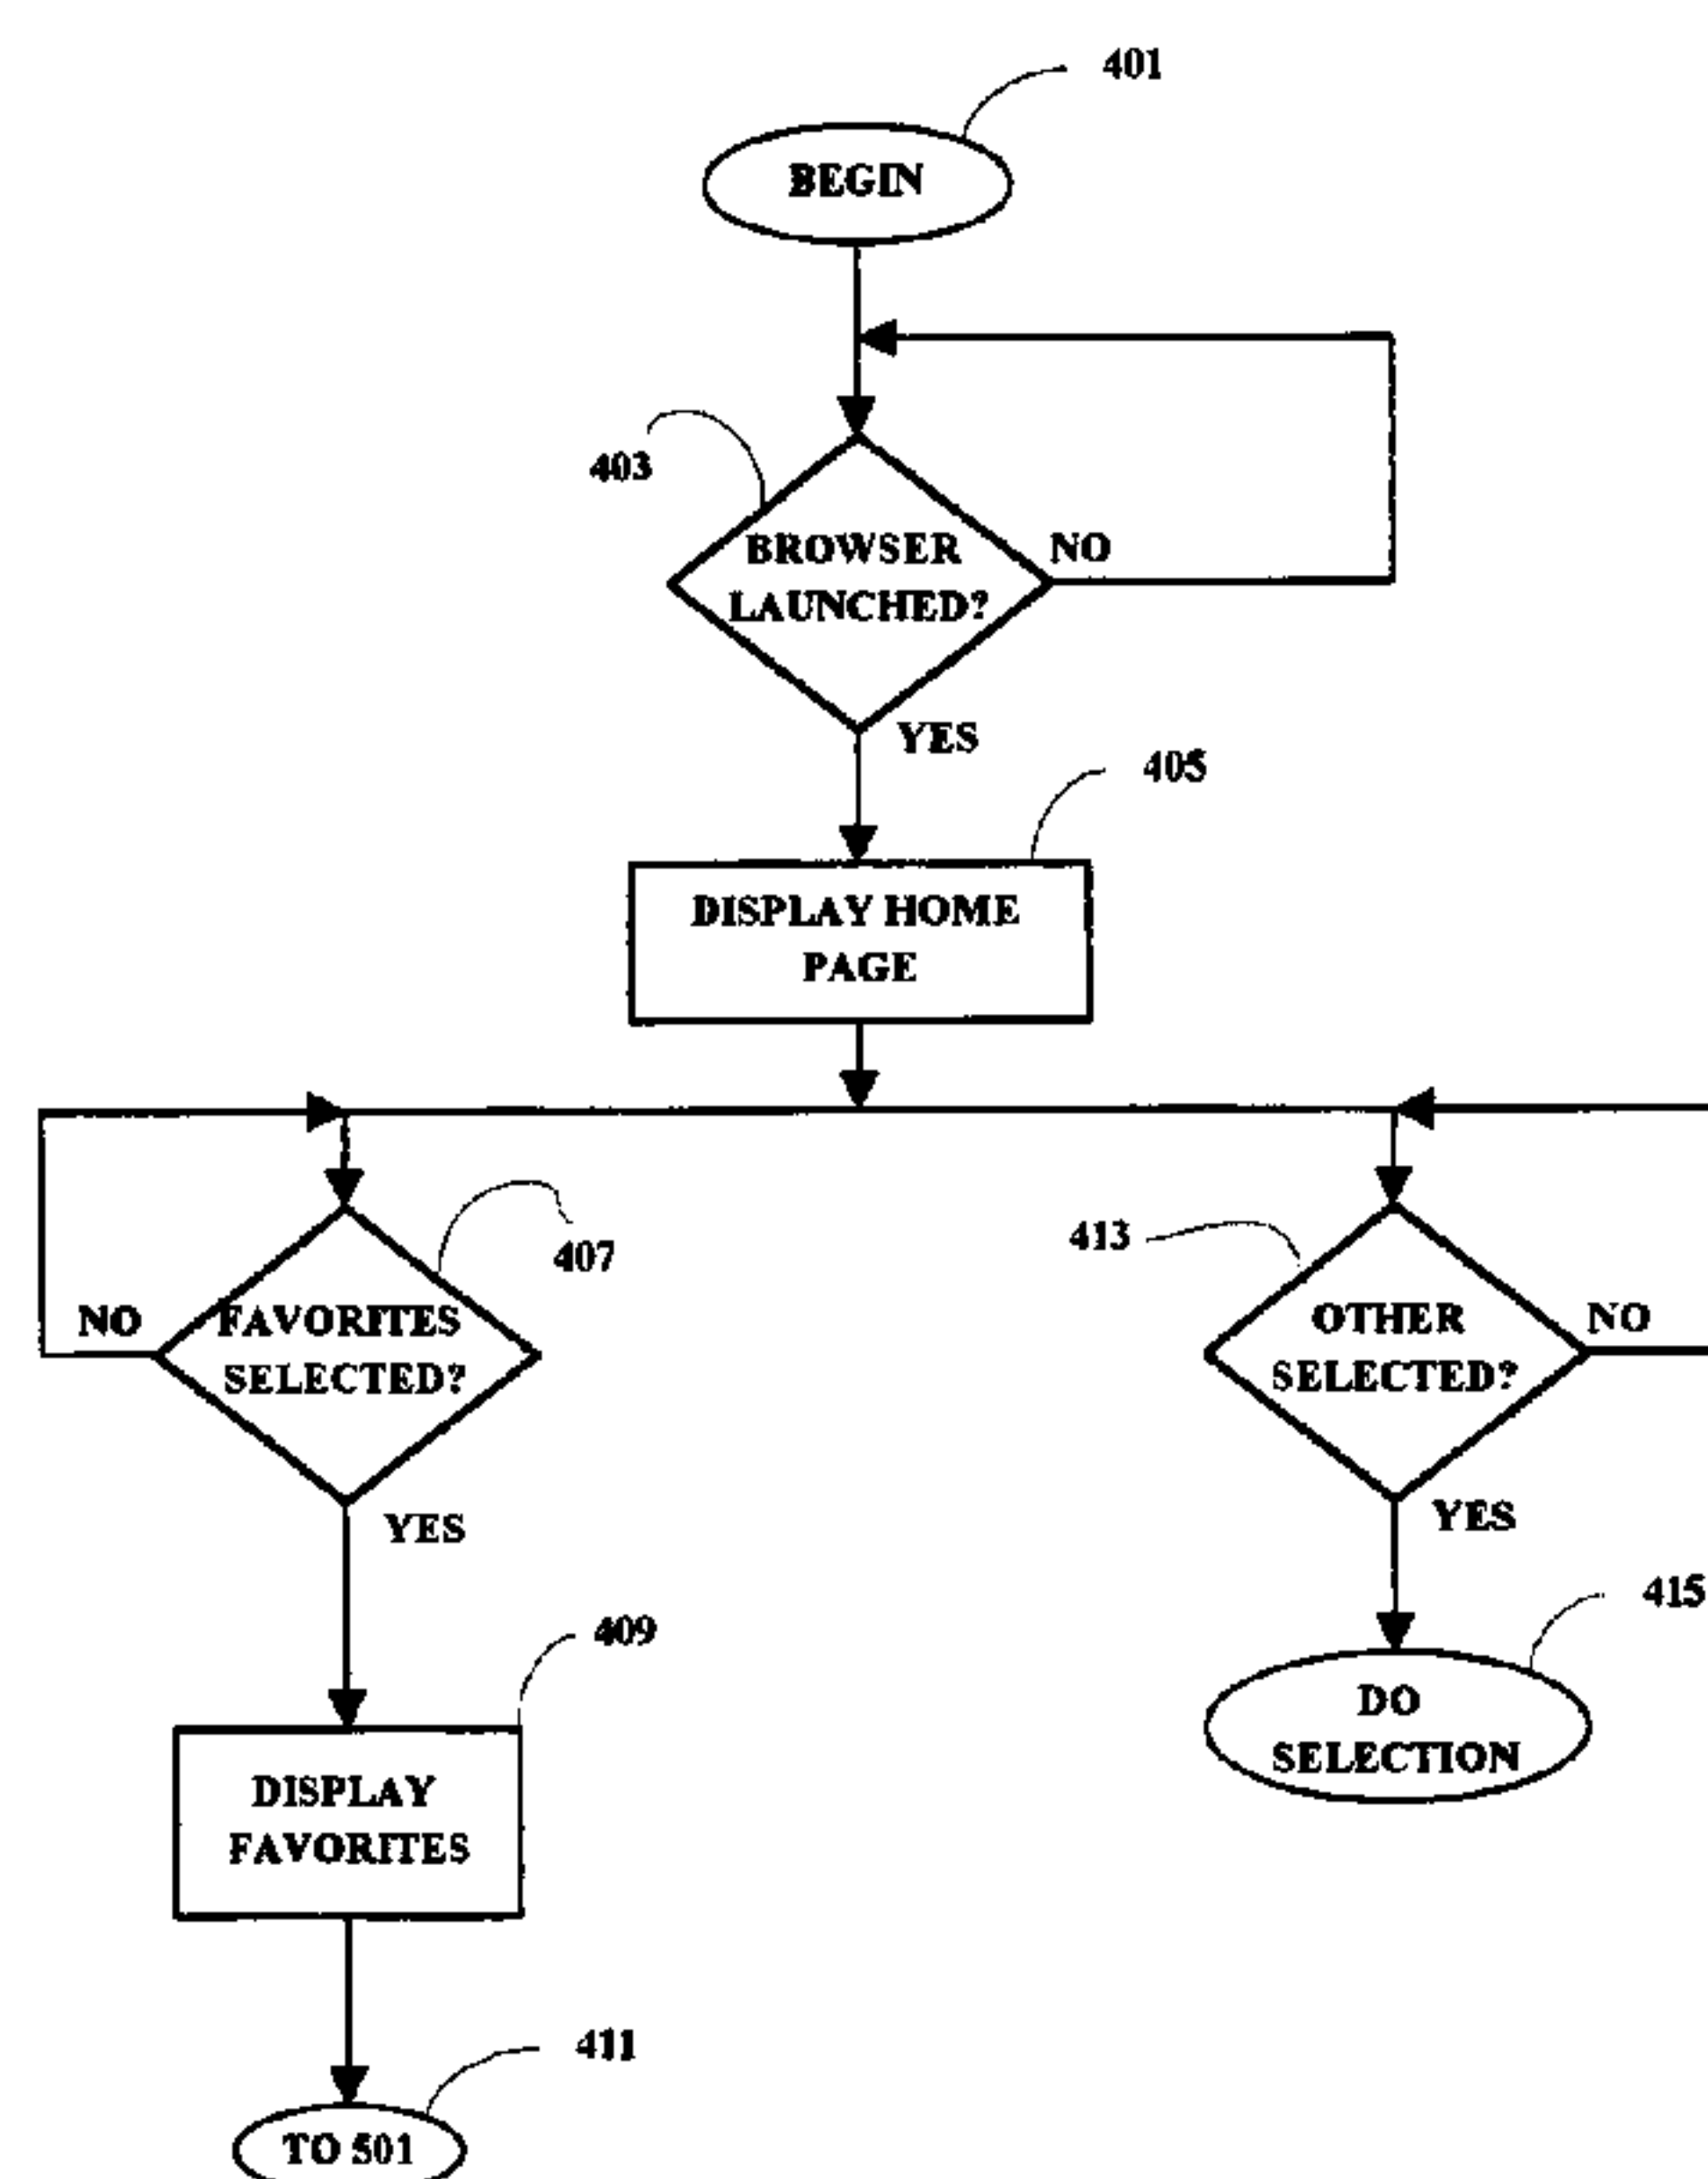 401
BEGIN
403
BROWSER
LAUNCHED?
NO
YES
405
DISPLAY HOME
PAGE
407
NO
FAVORITES
SELECTED?
YES
413
OTHER
SELECTED?
NO
YES
409
DISPLAY
FAVORITES
415
DO
SELECTION
411
TO 501